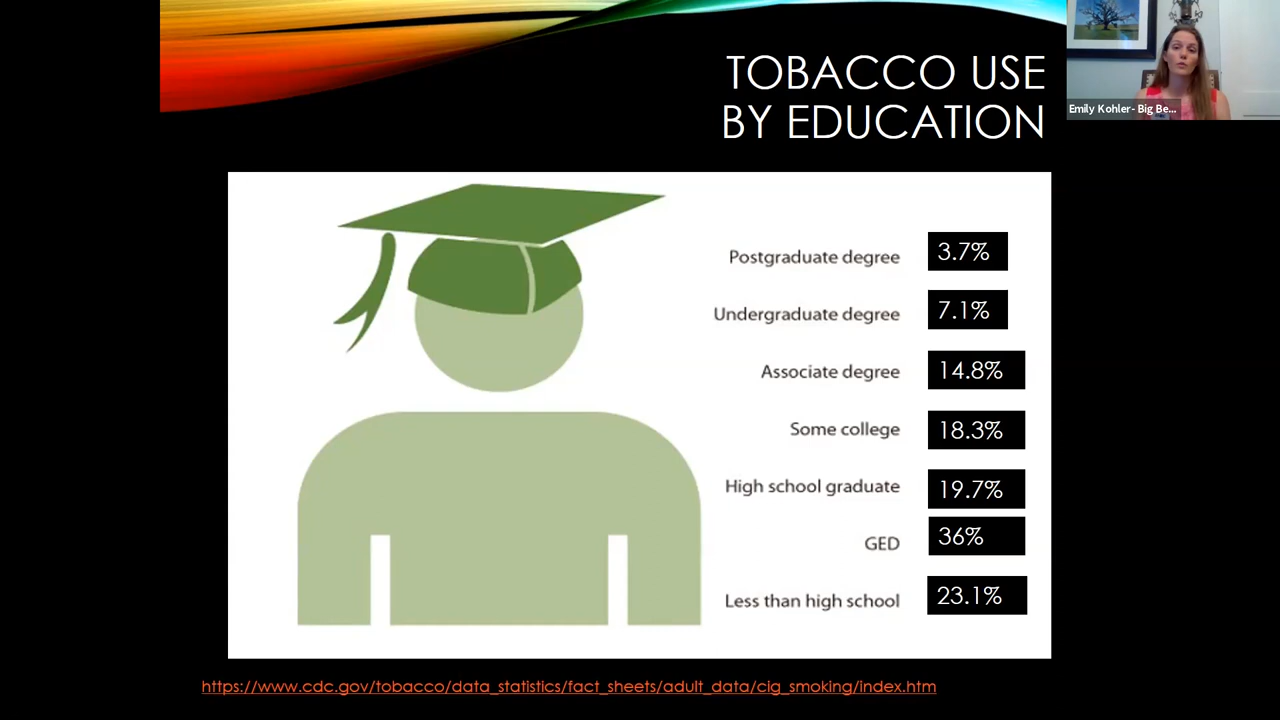 TOBACCO USE
BY EDUCATION
Emily Kohler- Big Be...
Postgraduate degree 3.7%
Undergraduate degree 7.1%
Associate degree 14.8%
Some college 18.3%
High school graduate 19.7%
GED 36%
Less than high school 23.1%
https://www.cdc.gov/tobacco/data_statistics/fact_sheets/adult_data/cig_smoking/index.htm